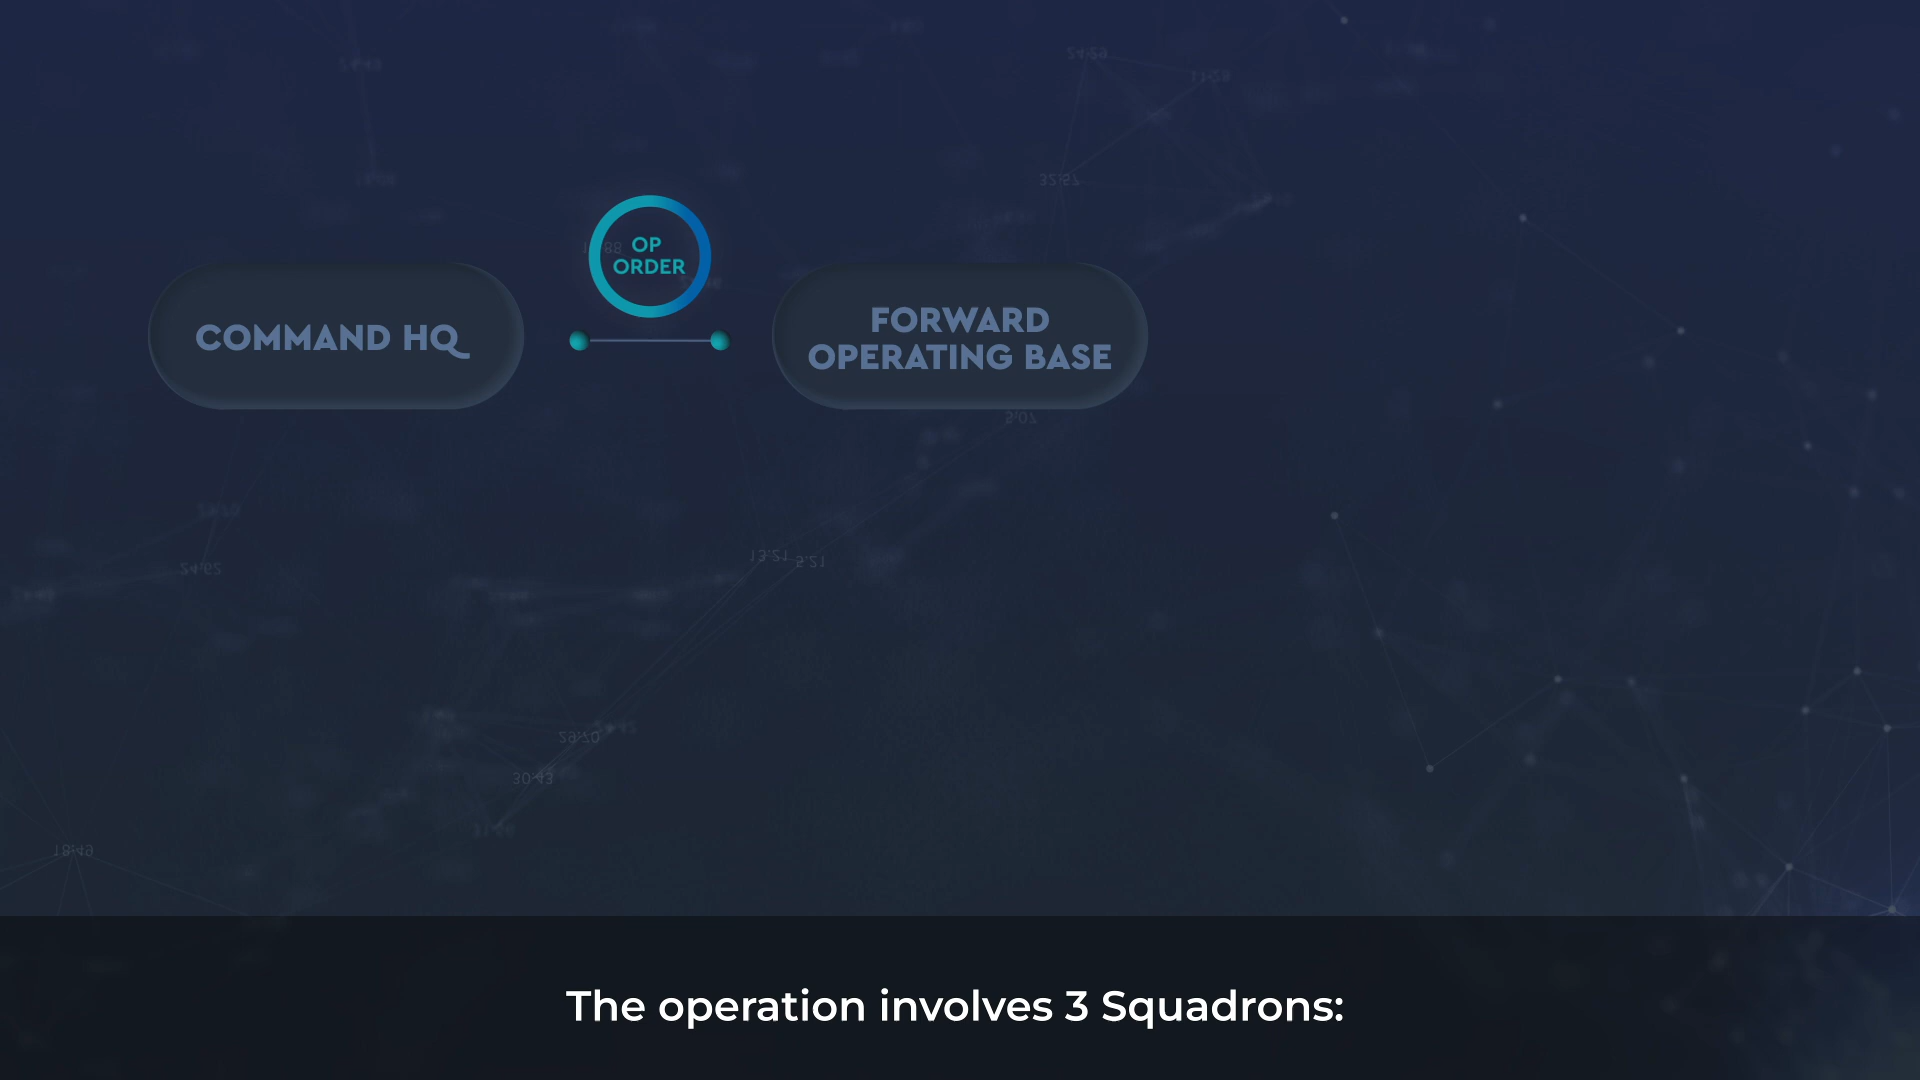 OP
ORDER
COMMAND HQ
FORWARD
OPERATING BASE
The operation involves 3 Squadrons: